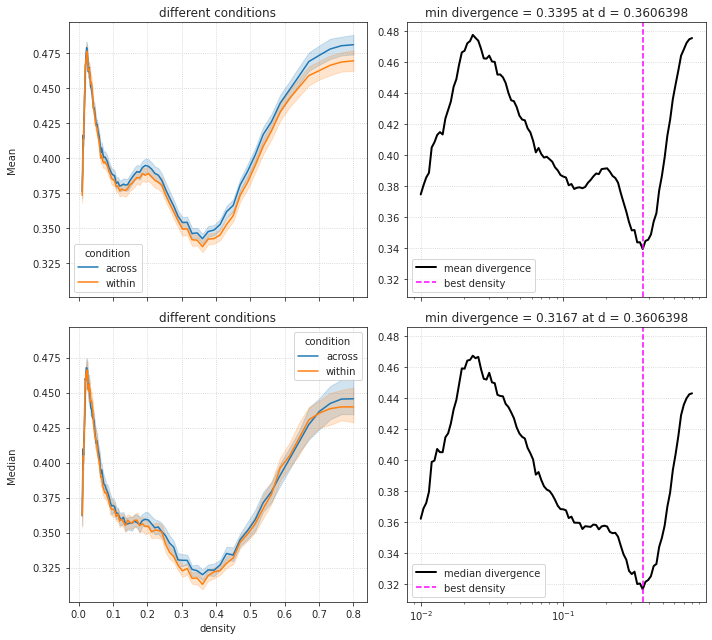 different conditions
min divergence = 0.3395 at d = 0.3606398
Mean
0.475
0.450
0.425
0.400
0.375
0.350
0.325
condition
across
within
0.48
0.46
0.44
0.42
0.40
0.38
0.36
0.34
0.32
mean divergence
best density
different conditions
min divergence = 0.3167 at d = 0.3606398
Median
0.475
0.450
0.425
0.400
0.375
0.350
0.325
condition
across
within
0.0 0.1 0.2 0.3 0.4 0.5 0.6 0.7 0.8
density
0.48
0.46
0.44
0.42
0.40
0.38
0.36
0.34
0.32
median divergence
best density
10⁻² 10⁻¹